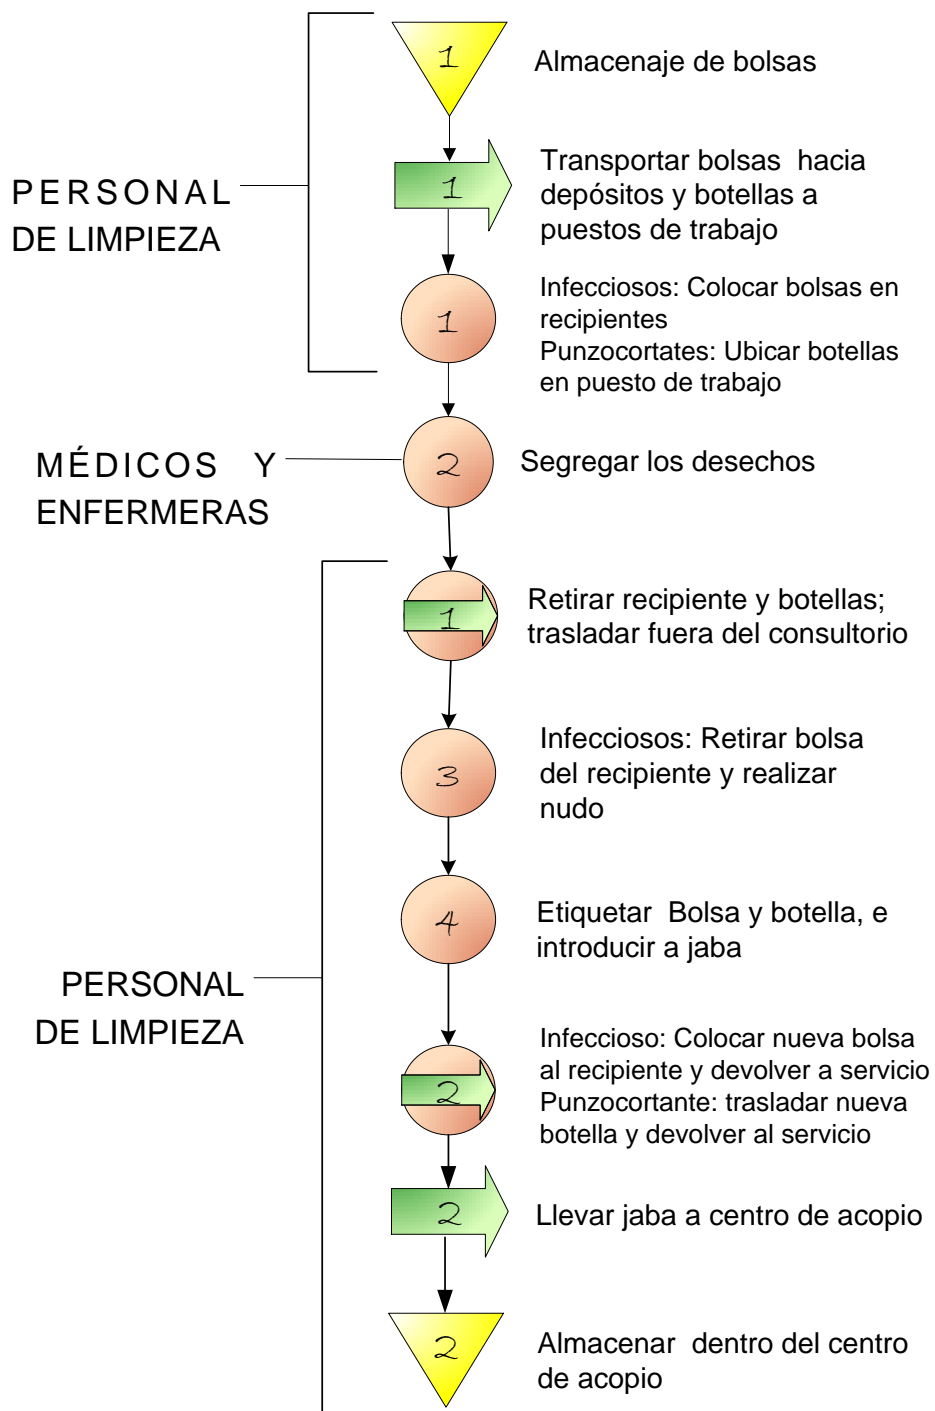 1
Almacenaje de bolsas
1
Transportar bolsas hacia
depósitos y botellas a
puestos de trabajo
PERSONAL
DE LIMPIEZA
1
Infecciosos: Colocar bolsas en
recipientes
Punzocortates: Ubicar botellas
en puesto de trabajo
MÉDICOS Y
ENFERMERAS
2
Segregar los desechos
1
Retirar recipiente y botellas;
trasladar fuera del consultorio
3
Infecciosos: Retirar bolsa
del recipiente y realizar
nudo
4
Etiquetar Bolsa y botella, e
introducir a jaba
PERSONAL
DE LIMPIEZA
2
Infeccioso: Colocar nueva bolsa
al recipiente y devolver a servicio
Punzocortante: trasladar nueva
botella y devolver al servicio
2
Llevar jaba a centro de acopio
2
Almacenar dentro del centro
de acopio